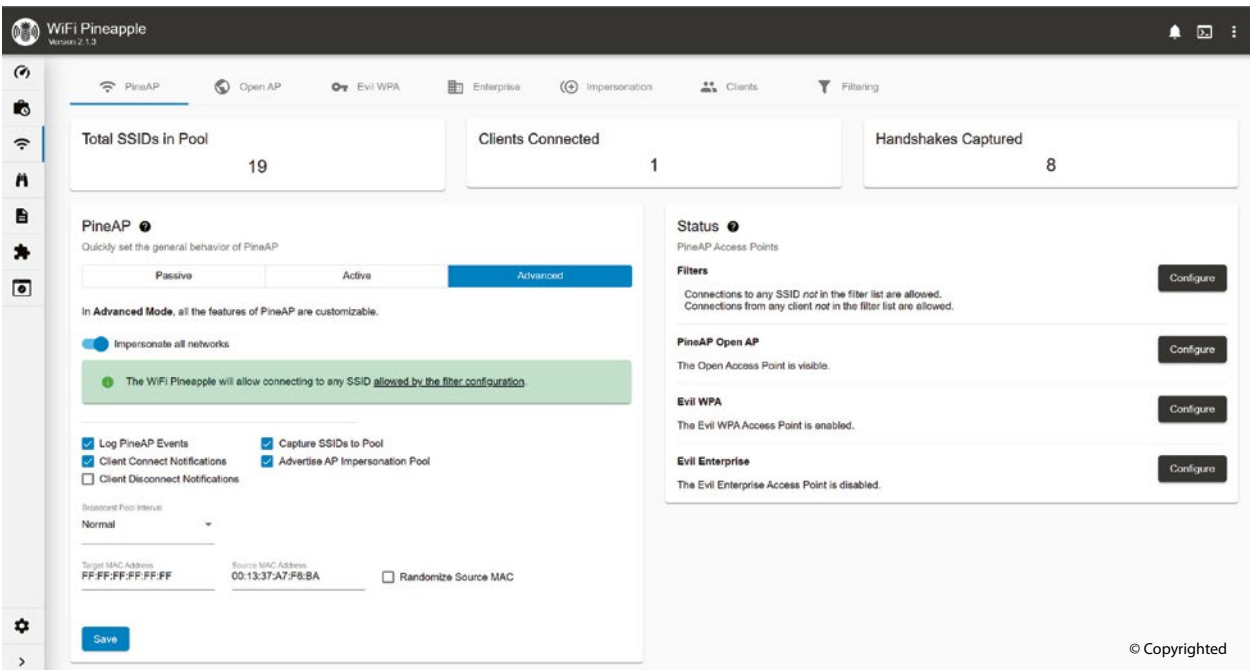 WiFi Pineapple
Version 2.1.3
PineAP
Open AP
Evil WPA
Enterprise
Impersonation
Clients
Filtering
Total SSIDs in Pool
19
Clients Connected
1
Handshakes Captured
8
PineAP
Quickly set the general behavior of PineAP
Passive
Active
Advanced
In Advanced Mode, all the features of PineAP are customizable.
Impersonate all networks
The WiFi Pineapple will allow connecting to any SSID allowed by the filter configuration.
Log PineAP Events
Capture SSIDs to Pool
Client Connect Notifications
Advertise AP Impersonation Pool
Client Disconnect Notifications
Broadcast Pool Interval
Normal
Target MAC Address
Source MAC Address
FF:FF:FF:FF:FF:FF
00:13:37:A7:F6:BA
Randomize Source MAC
Save
Status
PineAP Access Points
Filters
Configure
Connections to any SSID not in the filter list are allowed.
Connections from any client not in the filter list are allowed.
PineAP Open AP
Configure
The Open Access Point is visible.
Evil WPA
Configure
The Evil WPA Access Point is enabled.
Evil Enterprise
Configure
The Evil Enterprise Access Point is disabled.
© Copyrighted